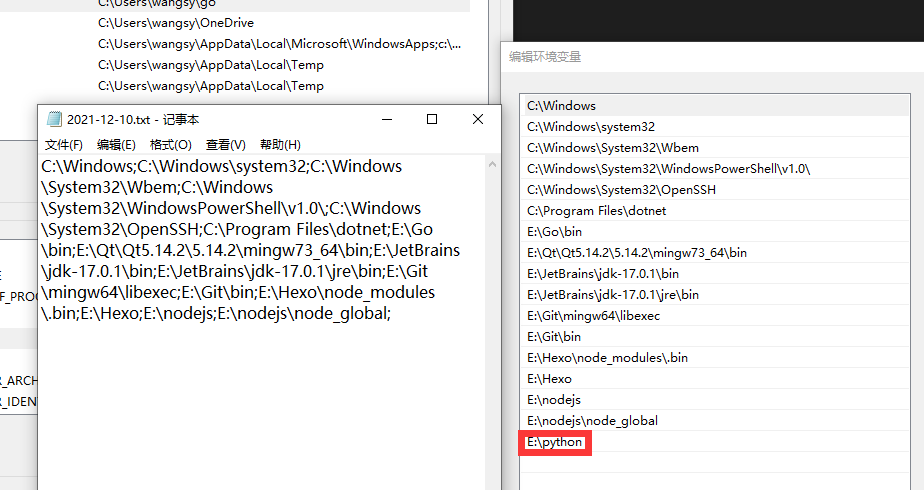 C:\Users\wangsy\go
C:\Users\wangsy\OneDrive
C:\Users\wangsy\AppData\Local\Microsoft\WindowsApps;c:\...
C:\Users\wangsy\AppData\Local\Temp
C:\Users\wangsy\AppData\Local\Temp
2021-12-10.txt - 记事本
文件(F) 编辑(E) 格式(O) 查看(V) 帮助(H)
C:\Windows;C:\Windows\system32;C:\Windows
\System32\Wbem;C:\Windows
\System32\WindowsPowerShell\v1.0\;C:\Windows
\System32\OpenSSH;C:\Program Files\dotnet;E:\Go
\bin;E:\Qt\Qt5.14.2\5.14.2\mingw73_64\bin;E:\JetBrains
\jdk-17.0.1\bin;E:\JetBrains\jdk-17.0.1\jre\bin;E:\Git
\mingw64\libexec;E:\Git\bin;E:\Hexo\node_modules
\.bin;E:\Hexo;E:\nodejs;E:\nodejs\node_global;
E
F_PROG
R_ARCH
R_IDEN
编辑环境变量
C:\Windows
C:\Windows\system32
C:\Windows\System32\Wbem
C:\Windows\System32\WindowsPowerShell\v1.0\
C:\Windows\System32\OpenSSH
C:\Program Files\dotnet
E:\Go\bin
E:\Qt\Qt5.14.2\5.14.2\mingw73_64\bin
E:\JetBrains\jdk-17.0.1\bin
E:\JetBrains\jdk-17.0.1\jre\bin
E:\Git\mingw64\libexec
E:\Git\bin
E:\Hexo\node_modules\.bin
E:\Hexo
E:\nodejs
E:\nodejs\node_global
E:\python